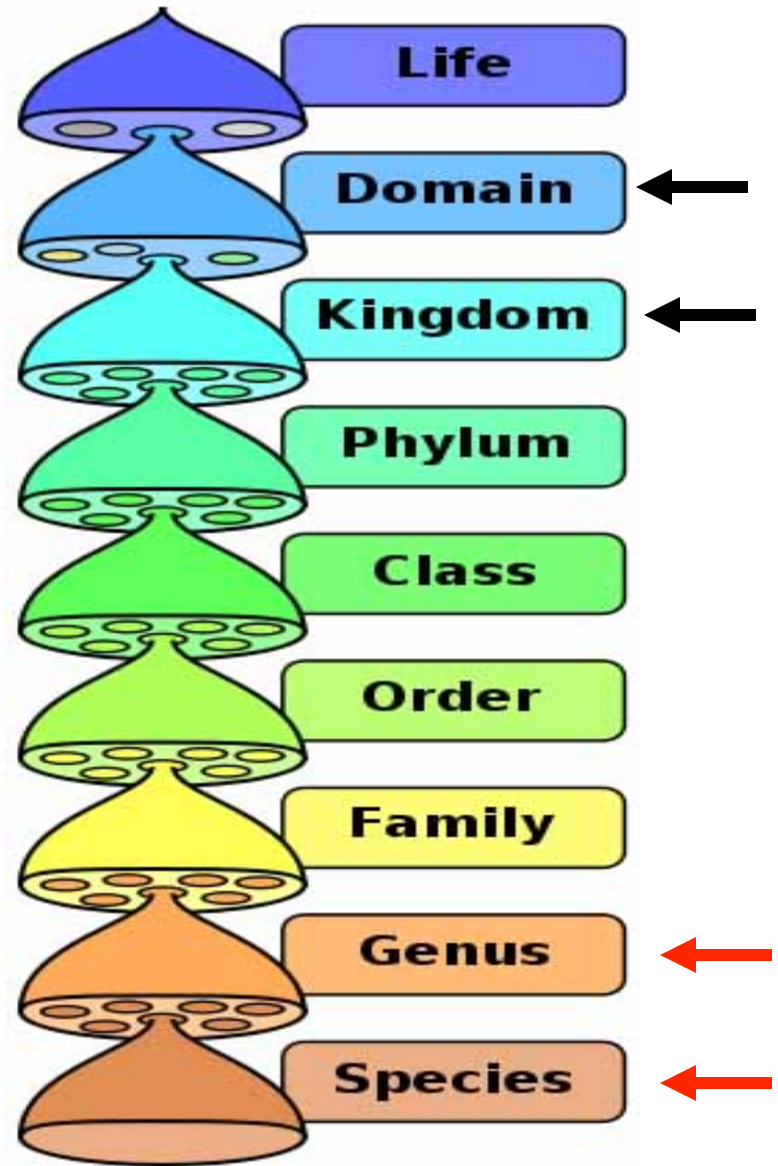 Life
Domain
Kingdom
Phylum
Class
Order
Family
Genus
Species